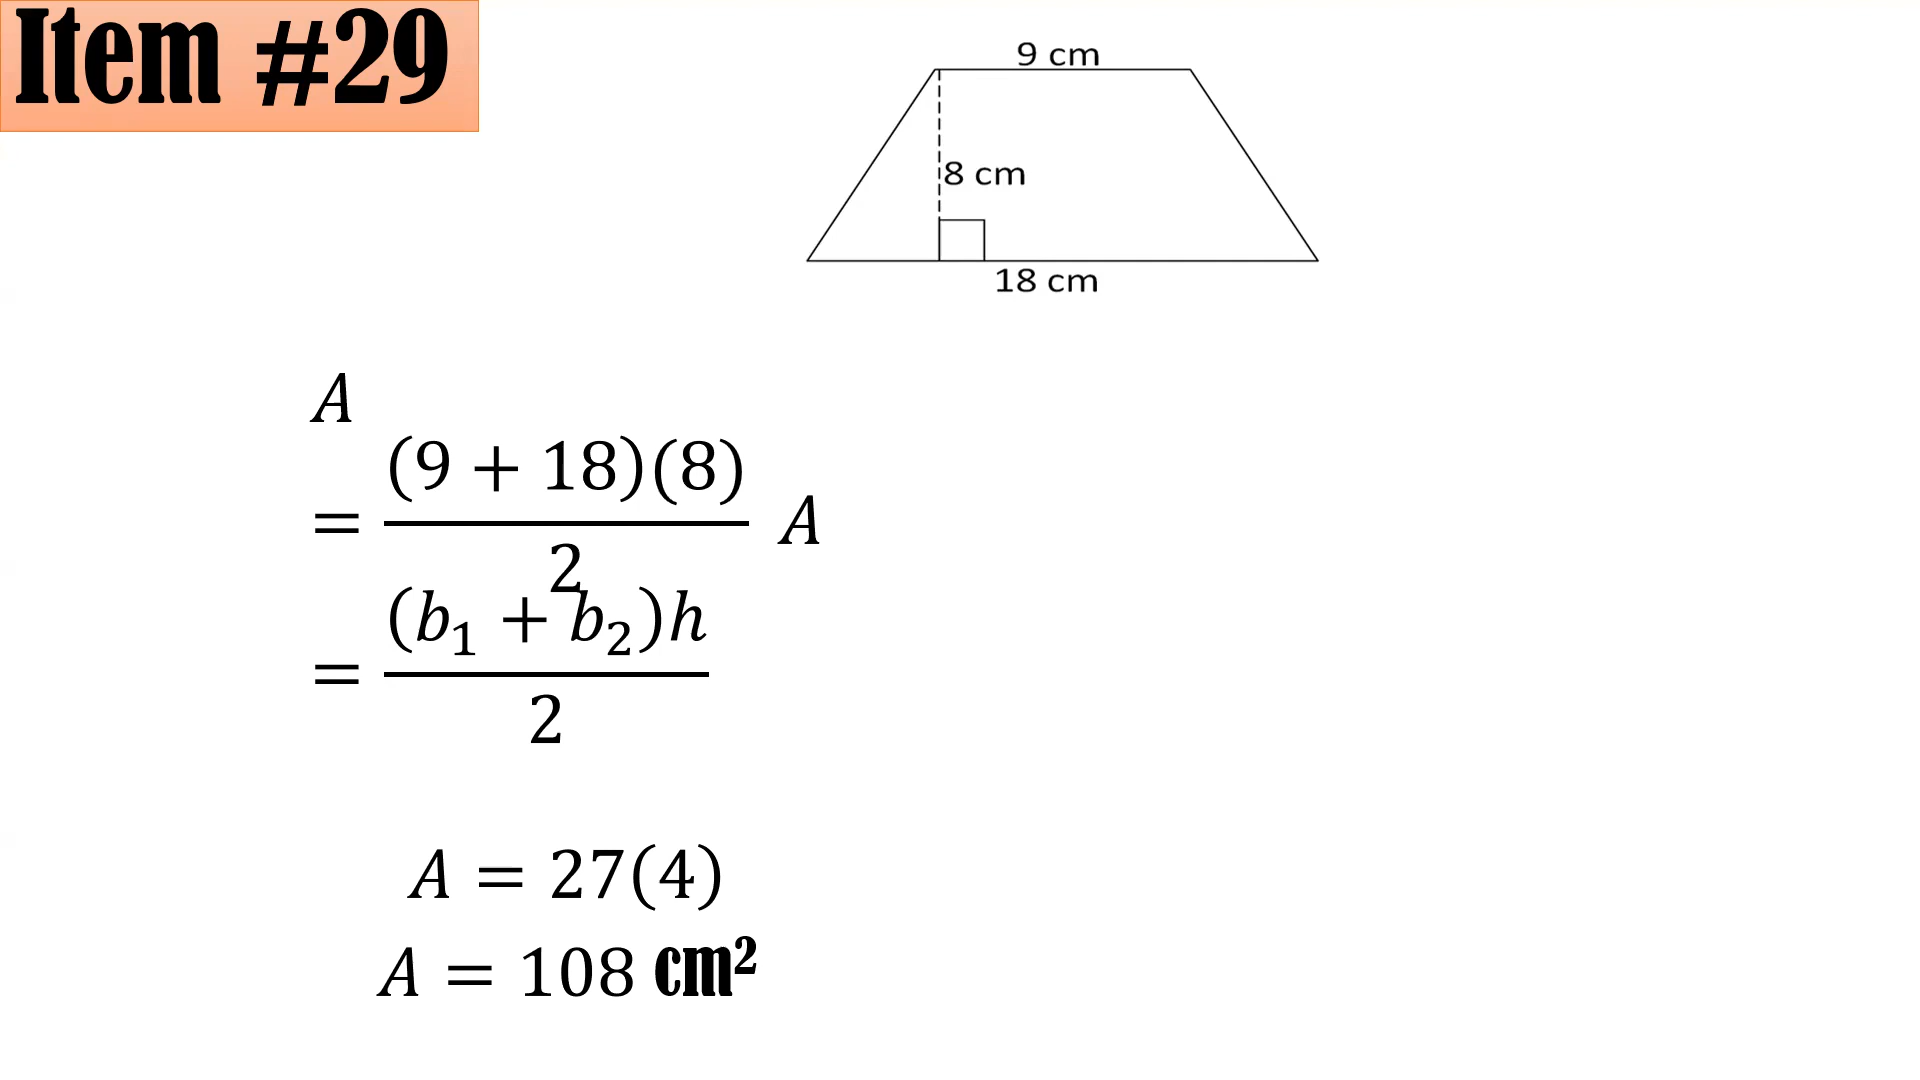 Item #29
9 cm
8 cm
18 cm
A
= (9 + 18)(8) / 2 A
= (b₁ + b₂)h / 2
A = 27(4)
A = 108 cm²